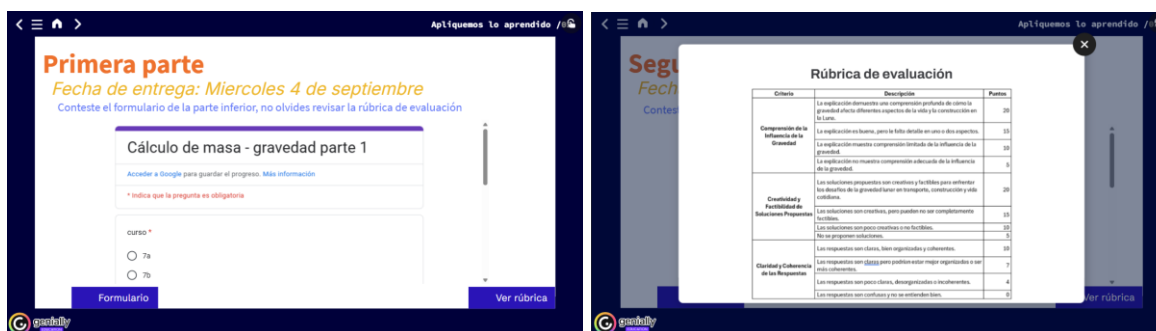 Apliquemos lo aprendido /
Primera parte
Fecha de entrega: Miercoles 4 de septiembre
Conteste el formulario de la parte inferior, no olvides revisar la rúbrica de evaluación
Cálculo de masa - gravedad parte 1
Acceder a Google para guardar el progreso. Más información
* Indica que la pregunta es obligatoria
curso *
7a
7b
Formulario
Ver rúbrica
genially
Apliquemos lo aprendido /
Segu
Fech
Contest
Rúbrica de evaluación
Criterio
Descripción
Puntos
Comprensión de la
Influencia de la
Gravedad
La explicación demuestra una comprensión profunda de cómo la
gravedad afecta diferentes aspectos de la vida y la construcción en
la Luna.
20
La explicación es buena, pero le falta detalle en uno o dos aspectos.
15
La explicación muestra comprensión limitada de la influencia de la
gravedad.
10
La explicación no muestra comprensión adecuada de la influencia
de la gravedad.
5
Creatividad y
Factibilidad de
Soluciones Propuestas
Las soluciones propuestas son creativas y factibles para enfrentar
los desafíos de la gravedad lunar en transporte, construcción y vida
cotidiana.
20
Las soluciones son creativas, pero pueden no ser completamente
factibles.
15
Las soluciones son poco creativas o no factibles.
10
No se proponen soluciones.
5
Claridad y Coherencia
de las Respuestas
Las respuestas son claras, bien organizadas y coherentes.
10
Las respuestas son claras pero podrían estar mejor organizadas o ser
más coherentes.
7
Las respuestas son poco claras, desorganizadas o incoherentes.
4
Las respuestas son confusas y no se entienden bien.
0
Ver rúbrica
genially